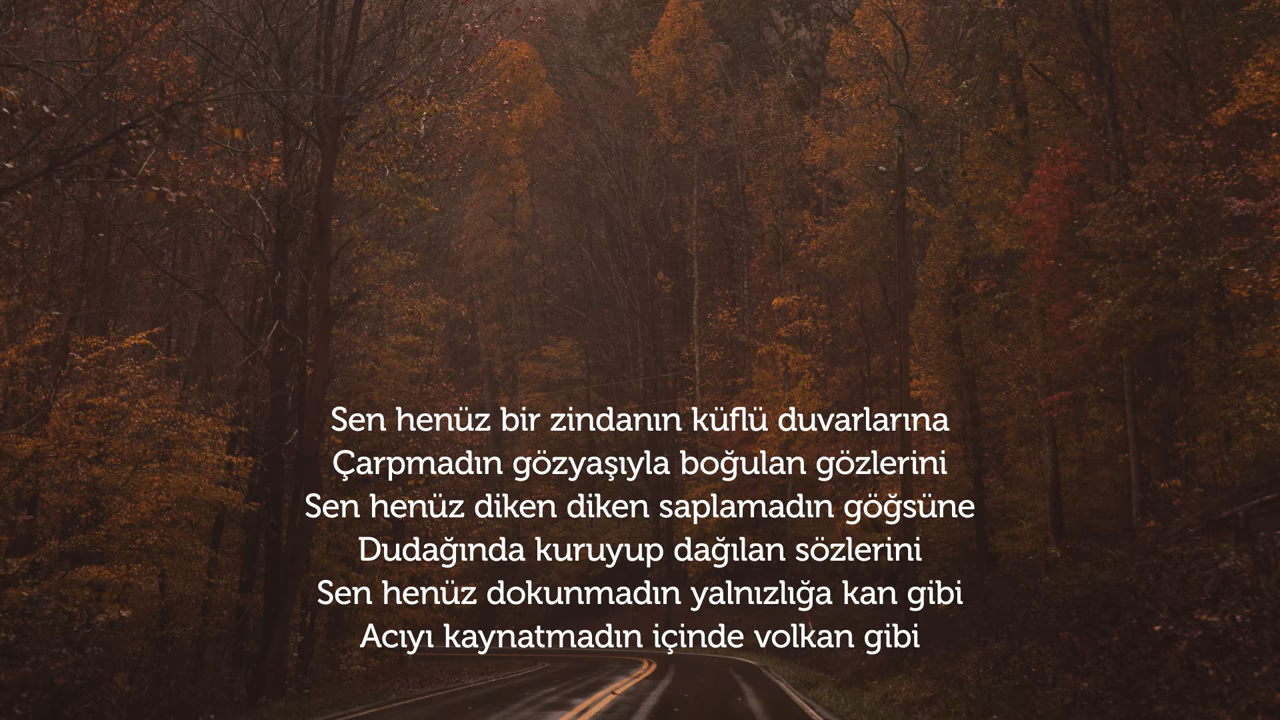 Sen henüz bir zindanın küflü duvarlarına
Çarpmadın gözyaşıyla boğulan gözlerini
Sen henüz diken diken saplamadın göğsüne
Dudağında kuruyup dağılan sözlerini
Sen henüz dokunmadın yalnızlığa kan gibi
Acıyı kaynatmadın içinde volkan gibi